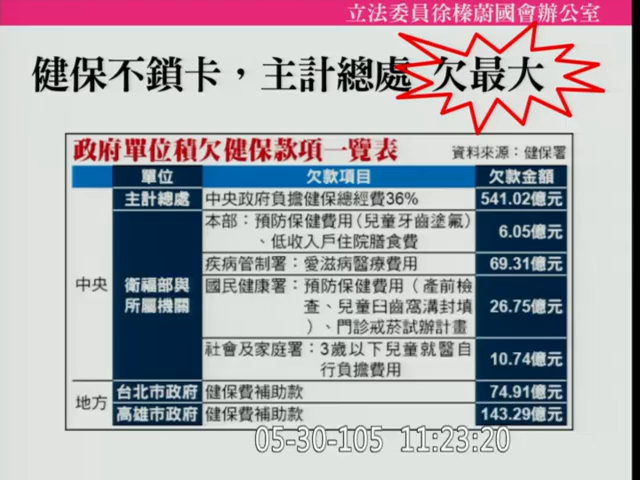 立法委員徐榛蔚國會辦公室
健保不鎖卡，主計總處 欠最大
政府單位積欠健保款項一覽表 資料來源：健保署
單位 欠款項目 欠款金額
主計總處 中央政府負擔健保總經費36% 541.02億元
中央
衛福部與所屬機關
本部：預防保健費用（兒童牙齒塗氟）
、低收入戶住院膳食費 6.05億元
疾病管制署：愛滋病醫療費用 69.31億元
國民健康署：預防保健費用（產前檢
查、兒童臼齒窩溝封填
）、門診戒菸試辦計畫 26.75億元
社會及家庭署：3歲以下兒童就醫自
行負擔費用 10.74億元
地方
台北市政府 健保費補助款 74.91億元
高雄市政府 健保費補助款 143.29億元
05-30-105 11:23:20